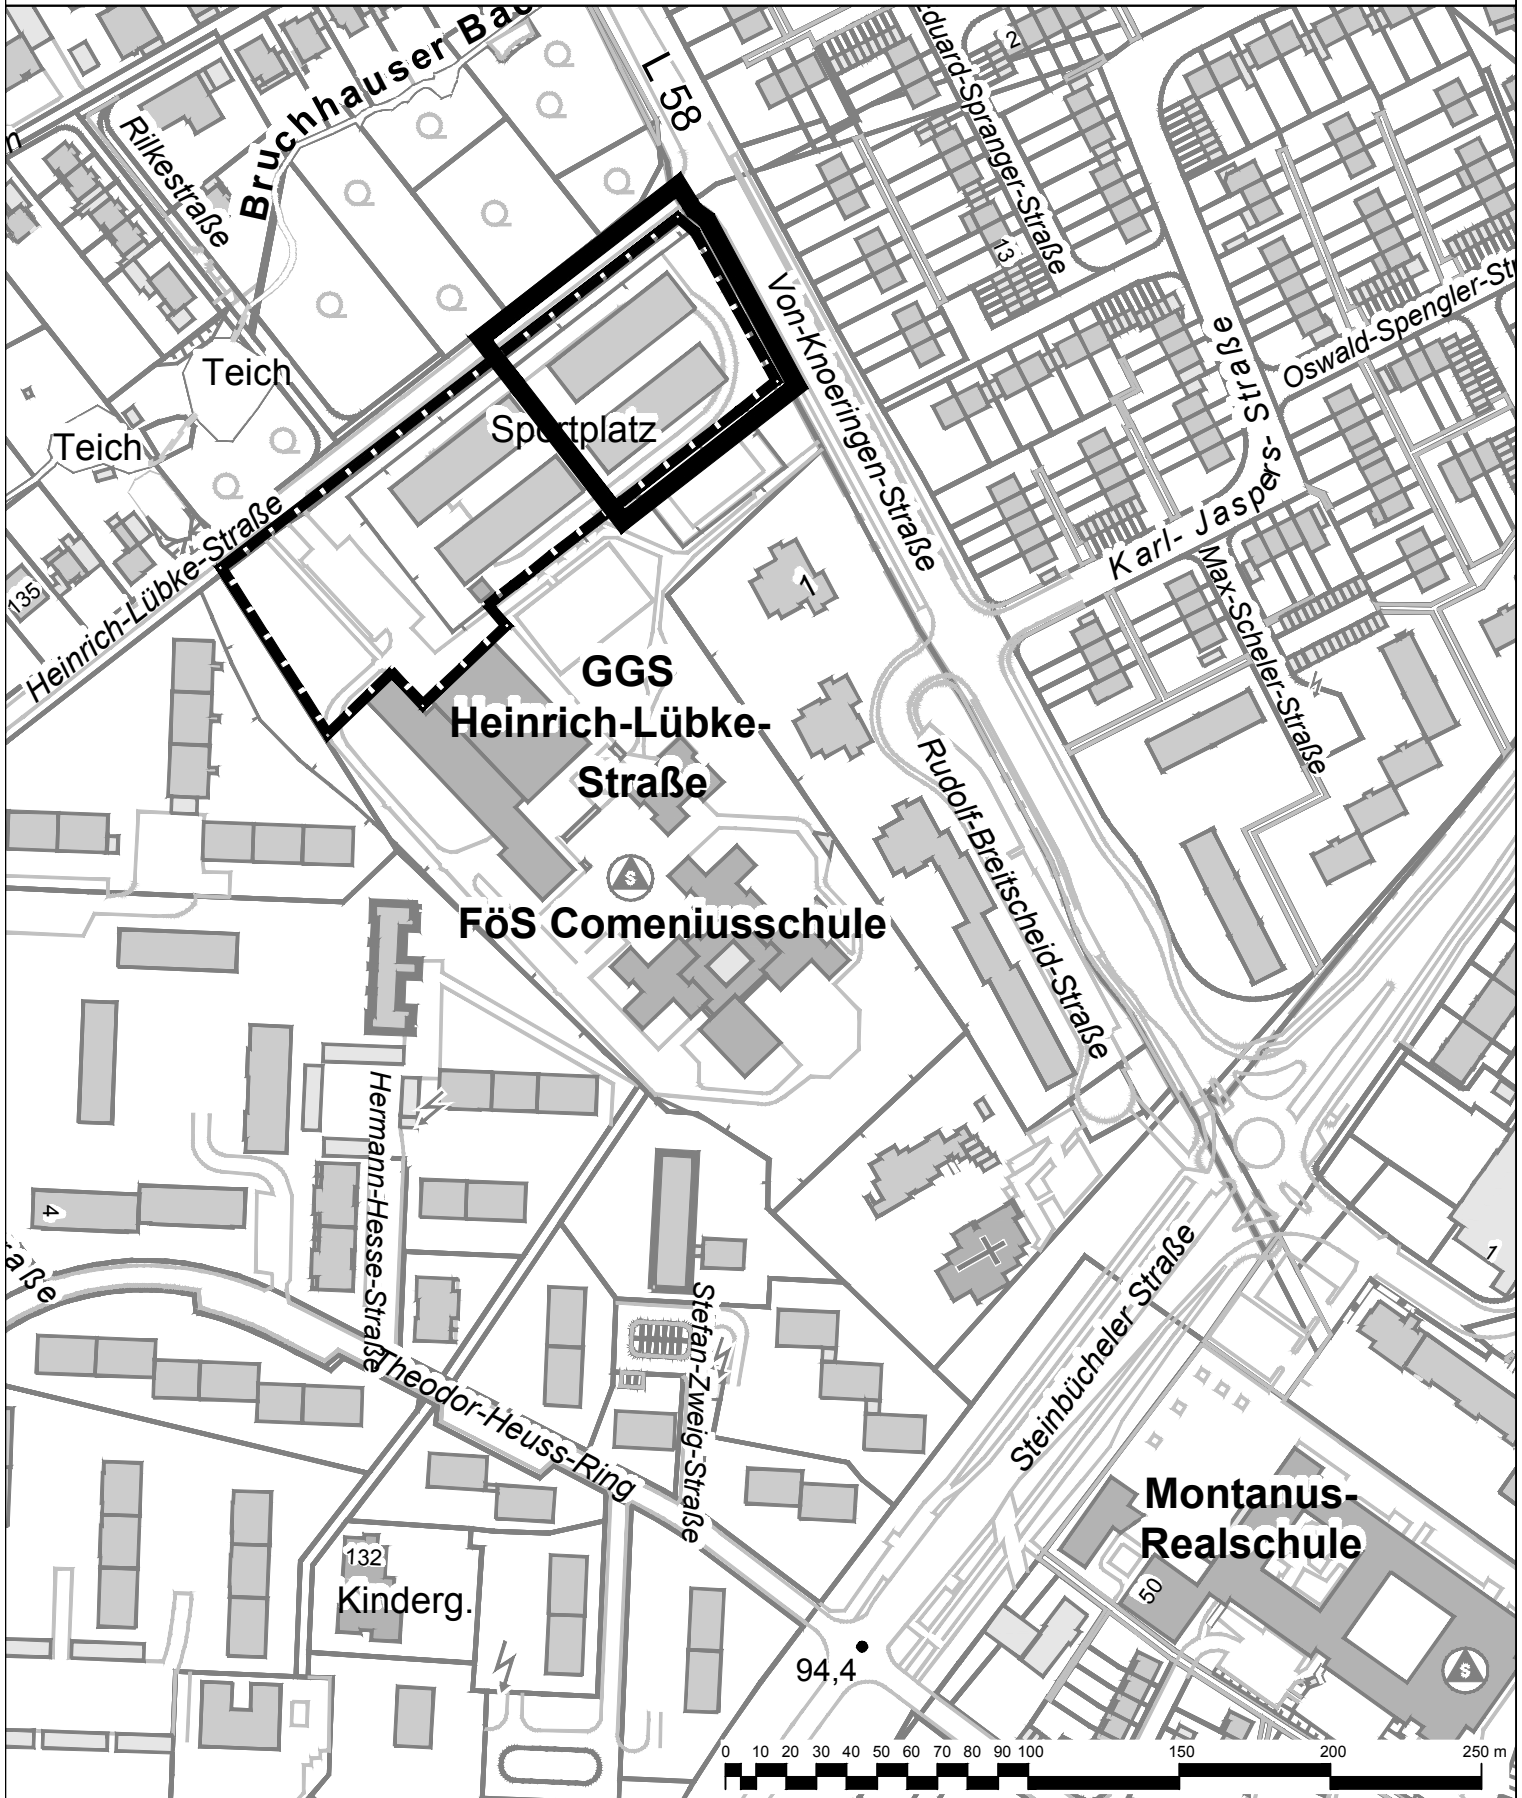 Bruchhauser Bac
L 58
Eduard-Spranger-Straße
2
n
Rilkestraße
13
Von-Knoeringen-Straße
Oswald-Spengler-Str
Teich
Teich
Sportplatz
Karl-Jaspers-Straße
Heinrich-Lübke-Straße
135
1
Max-Scheler-Straße
GGS
Heinrich-Lübke-
Straße
Rudolf-Breitscheid-Straße
S
FöS Comeniusschule
Hermann-Hesse-Straße
4
raße
1
Stefan-Zweig-Straße
Steinbücheler Straße
Theodor-Heuss-Ring
Montanus-
Realschule
132
Kinderg.
50
94,4
S
0 10 20 30 40 50 60 70 80 90 100 150 200 250 m